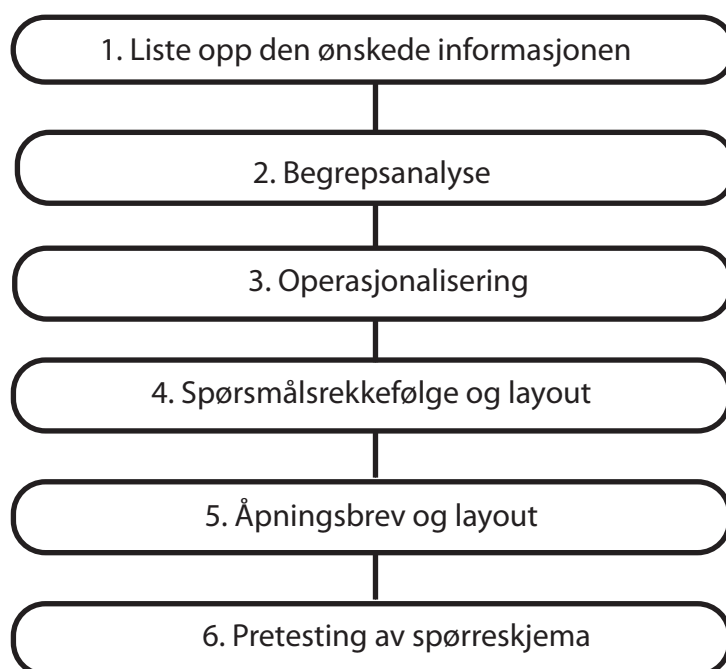 1. Liste opp den ønskede informasjonen
2. Begrepsanalyse
3. Operasjonalisering
4. Spørsmålsrekkefølge og layout
5. Åpningsbrev og layout
6. Pretesting av spørreskjema